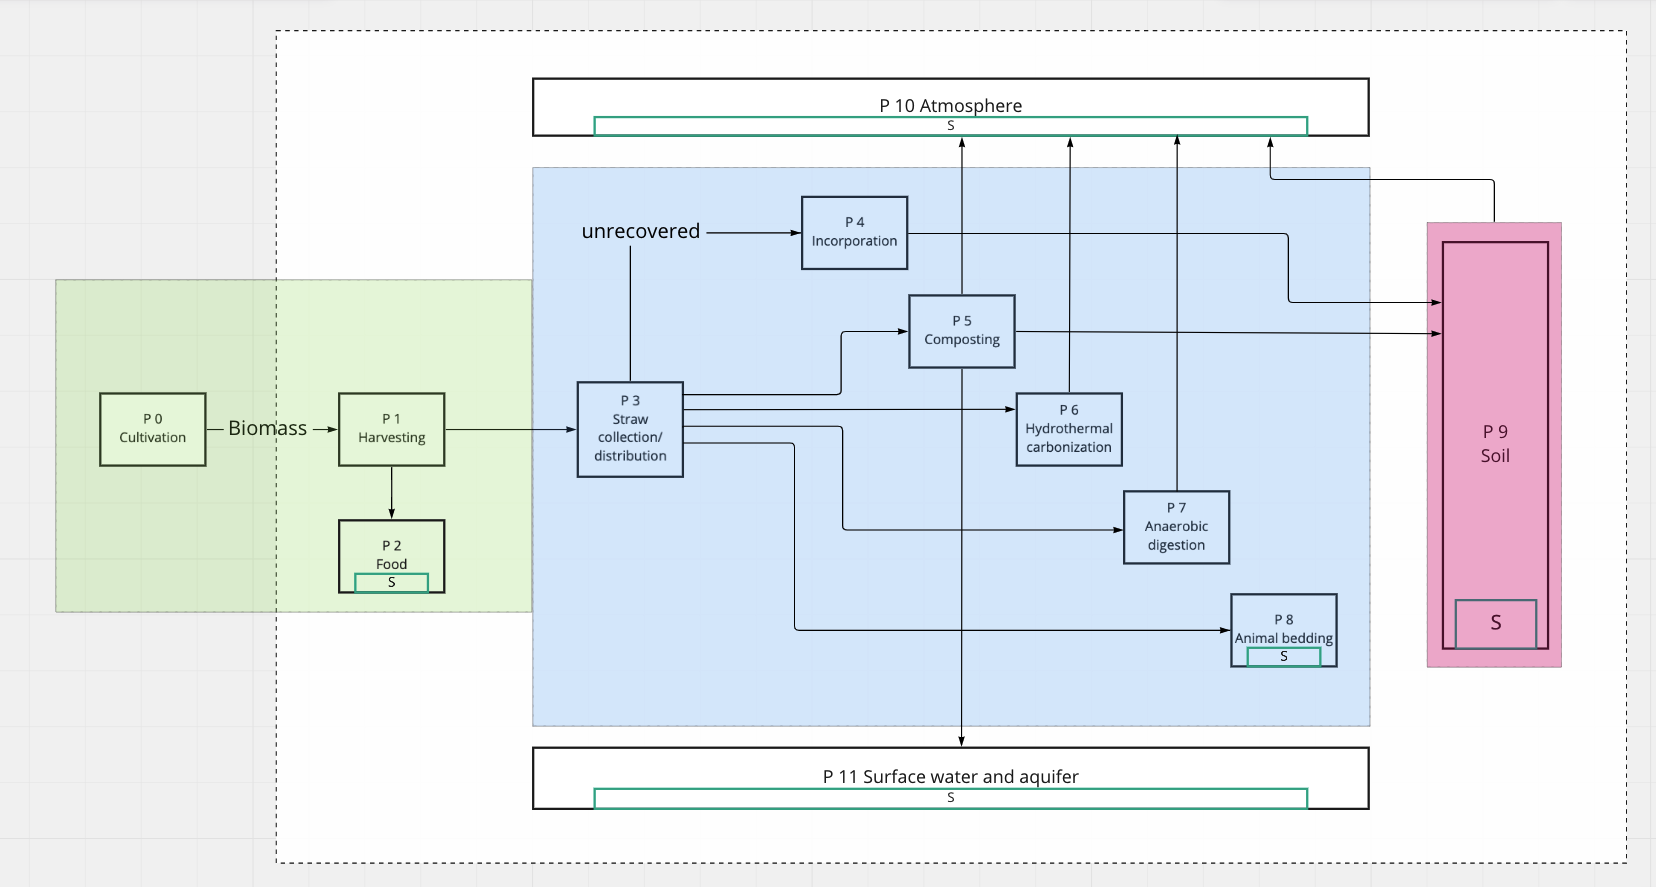 P 10 Atmosphere
S
unrecovered
P 4
Incorporation
P 5
Composting
P 0
Cultivation
Biomass
P 1
Harvesting
P 3
Straw
collection/
distribution
P 6
Hydrothermal
carbonization
P 9
Soil
P 7
Anaerobic
digestion
P 2
Food
S
P 8
Animal bedding
S
S
P 11 Surface water and aquifer
S